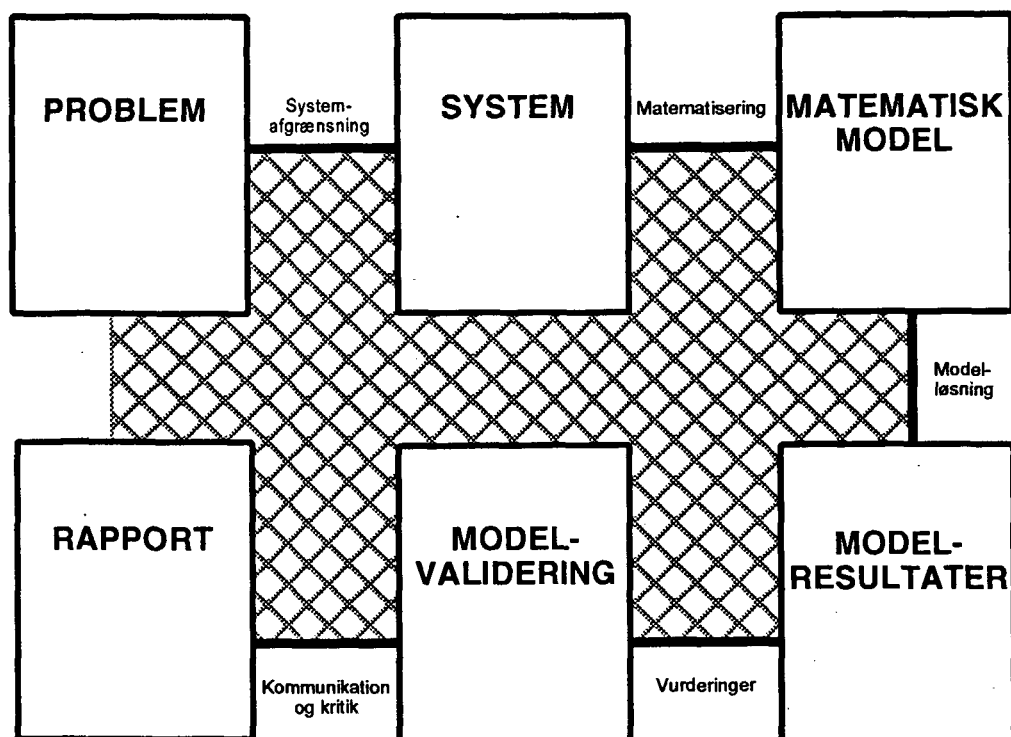 PROBLEM
System-
afgrænsning
SYSTEM
Matematisering
MATEMATISK
MODEL
Model-
løsning
RAPPORT
MODEL-
VALIDERING
MODEL-
RESULTATER
Kommunikation
og kritik
Vurderinger